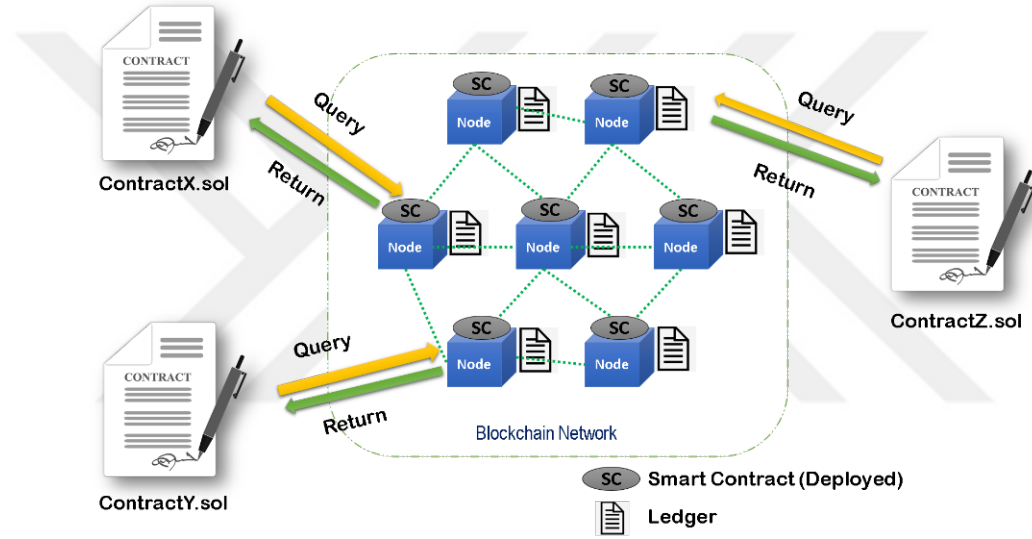 CONTRACT
ContractX.sol
Query
Return
SC
Node
SC
Node
Query
Return
CONTRACT
ContractZ.sol
SC
Node
SC
Node
SC
Node
CONTRACT
ContractY.sol
Query
Return
SC
Node
SC
Node
Blockchain Network
SC Smart Contract (Deployed)
Ledger